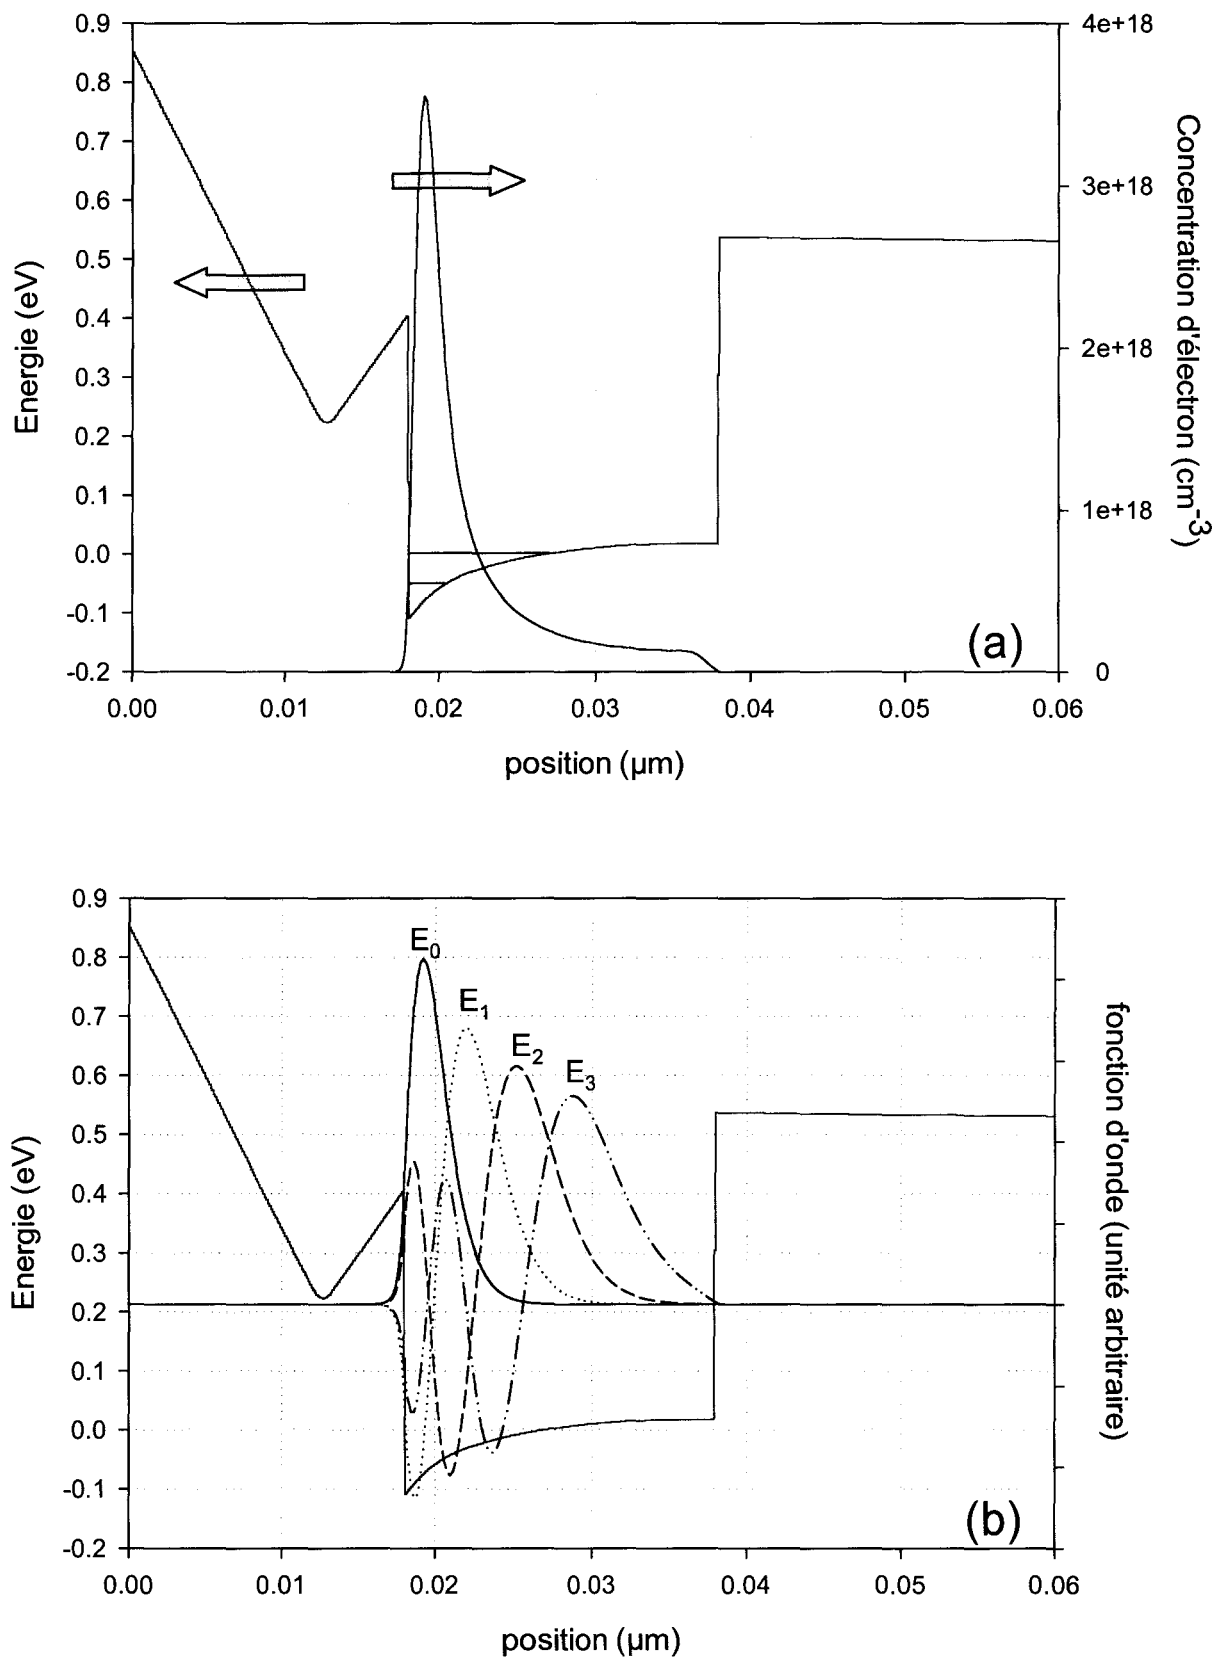 0.9
0.8
0.7
0.6
0.5
0.4
0.3
0.2
0.1
0.0
-0.1
-0.2
Energie (eV)
4e+18
3e+18
2e+18
1e+18
0
Concentration d'électron (cm-3)
(a)
0.00 0.01 0.02 0.03 0.04 0.05 0.06
position (µm)
0.9
0.8
0.7
0.6
0.5
0.4
0.3
0.2
0.1
0.0
-0.1
-0.2
Energie (eV)
E0
E1
E2
E3
fonction d'onde (unité arbitraire)
(b)
0.00 0.01 0.02 0.03 0.04 0.05 0.06
position (µm)